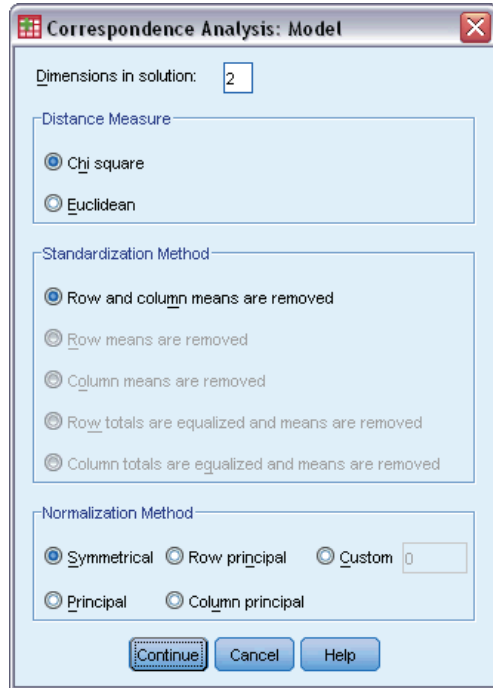 Correspondence Analysis: Model
Dimensions in solution: 2
Distance Measure
Chi square
Euclidean
Standardization Method
Row and column means are removed
Row means are removed
Column means are removed
Row totals are equalized and means are removed
Column totals are equalized and means are removed
Normalization Method
Symmetrical Row principal Custom 0
Principal Column principal
Continue Cancel Help